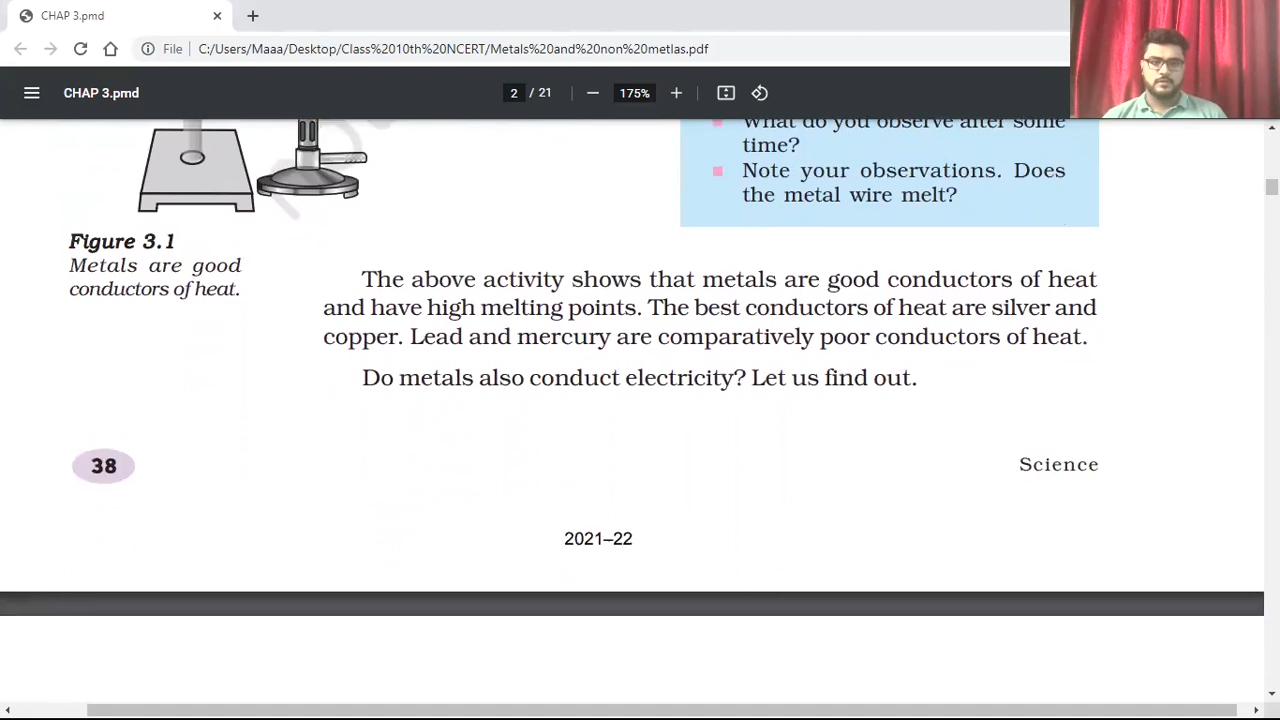 CHAP 3.pmd
File
C:/Users/Maaa/Desktop/Class%2010th%20NCERT/Metals%20and%20non%20metlas.pdf
CHAP 3.pmd
2 / 21
175%
What do you observe after some
time?
Note your observations. Does
the metal wire melt?
Figure 3.1
Metals are good
conductors of heat.
The above activity shows that metals are good conductors of heat
and have high melting points. The best conductors of heat are silver and
copper. Lead and mercury are comparatively poor conductors of heat.
Do metals also conduct electricity? Let us find out.
38
Science
2021–22